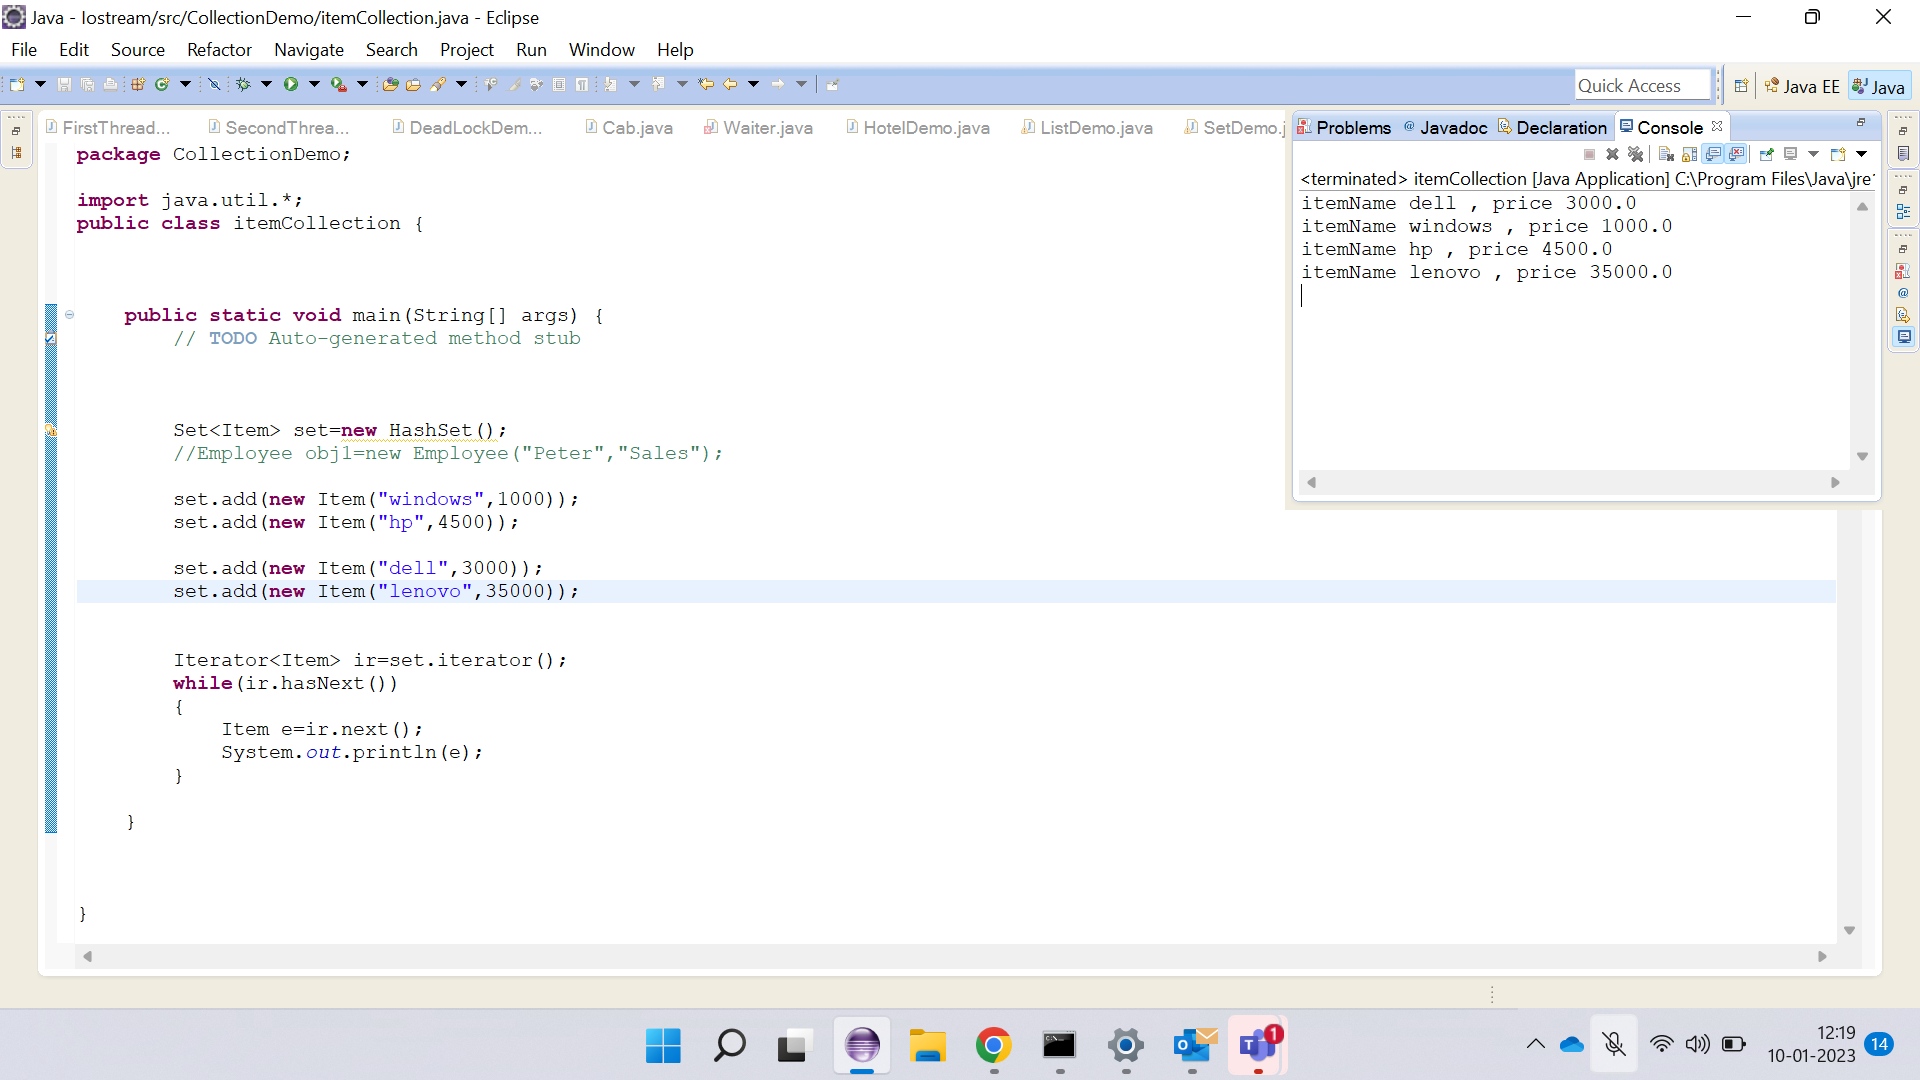 Java - Iostream/src/CollectionDemo/itemCollection.java - Eclipse
File Edit Source Refactor Navigate Search Project Run Window Help
Quick Access
Java EE
Java
FirstThread... SecondThrea... DeadLockDem... Cab.java Waiter.java HotelDemo.java ListDemo.java SetDemo.j
package CollectionDemo;
import java.util.*;
public class itemCollection {
public static void main(String[] args) {
// TODO Auto-generated method stub
Set<Item> set=new HashSet();
//Employee obj1=new Employee("Peter","Sales");
set.add(new Item("windows",1000));
set.add(new Item("hp",4500));
set.add(new Item("dell",3000));
set.add(new Item("lenovo",35000));
Iterator<Item> ir=set.iterator();
while(ir.hasNext())
{
Item e=ir.next();
System.out.println(e);
}
}
}
Problems @ Javadoc Declaration Console
<terminated> itemCollection [Java Application] C:\Program Files\Java\jre
itemName dell , price 3000.0
itemName windows , price 1000.0
itemName hp , price 4500.0
itemName lenovo , price 35000.0
1
12:19
10-01-2023
14